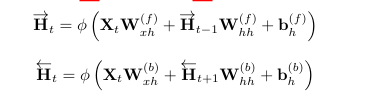 $\overrightarrow{\mathbf{H}}_t = \phi\left(\mathbf{X}_t \mathbf{W}_{xh}^{(f)} + \overrightarrow{\mathbf{H}}_{t-1} \mathbf{W}_{hh}^{(f)} + \mathbf{b}_h^{(f)}\right)$
$\overleftarrow{\mathbf{H}}_t = \phi\left(\mathbf{X}_t \mathbf{W}_{xh}^{(b)} + \overleftarrow{\mathbf{H}}_{t+1} \mathbf{W}_{hh}^{(b)} + \mathbf{b}_h^{(b)}\right)$